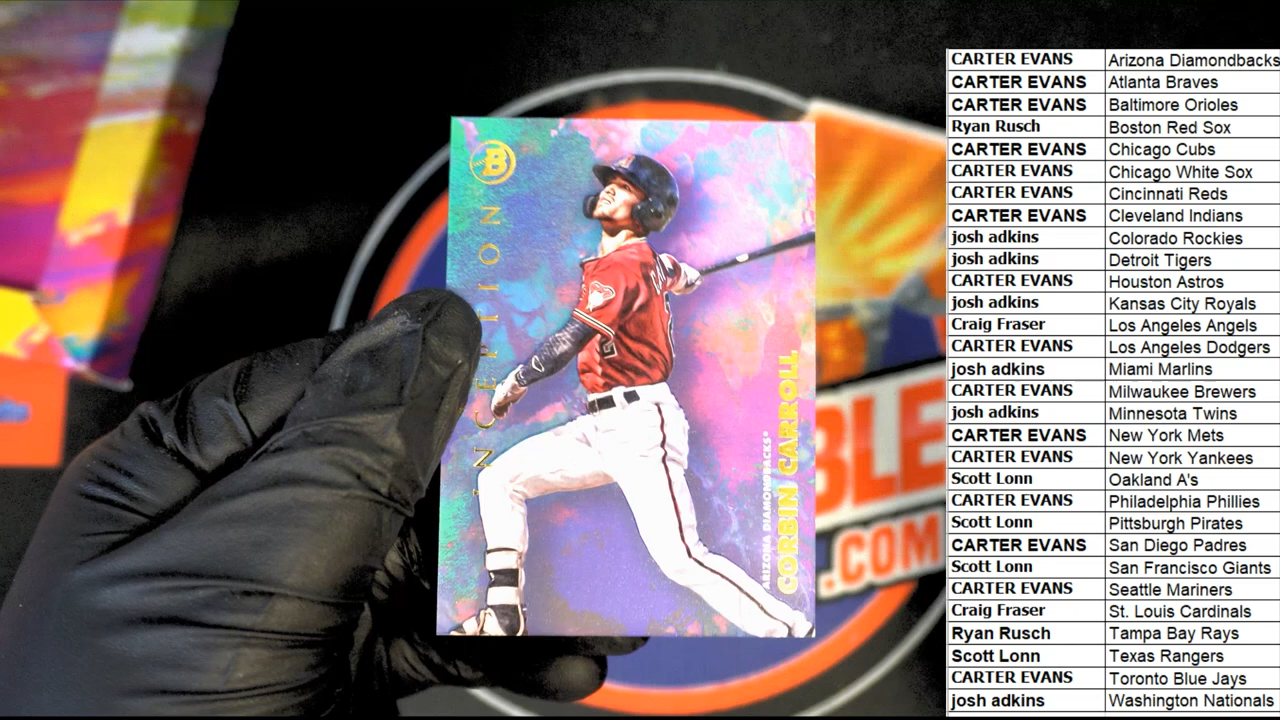 B
INCEPTION
ARIZONA DIAMONDBACKS®
CORBIN CARROLL
BLE
.COM
CARTER EVANS Arizona Diamondbacks
CARTER EVANS Atlanta Braves
CARTER EVANS Baltimore Orioles
Ryan Rusch Boston Red Sox
CARTER EVANS Chicago Cubs
CARTER EVANS Chicago White Sox
CARTER EVANS Cincinnati Reds
CARTER EVANS Cleveland Indians
josh adkins Colorado Rockies
josh adkins Detroit Tigers
CARTER EVANS Houston Astros
josh adkins Kansas City Royals
Craig Fraser Los Angeles Angels
CARTER EVANS Los Angeles Dodgers
josh adkins Miami Marlins
CARTER EVANS Milwaukee Brewers
josh adkins Minnesota Twins
CARTER EVANS New York Mets
CARTER EVANS New York Yankees
Scott Lonn Oakland A's
CARTER EVANS Philadelphia Phillies
Scott Lonn Pittsburgh Pirates
CARTER EVANS San Diego Padres
Scott Lonn San Francisco Giants
CARTER EVANS Seattle Mariners
Craig Fraser St. Louis Cardinals
Ryan Rusch Tampa Bay Rays
Scott Lonn Texas Rangers
CARTER EVANS Toronto Blue Jays
josh adkins Washington Nationals